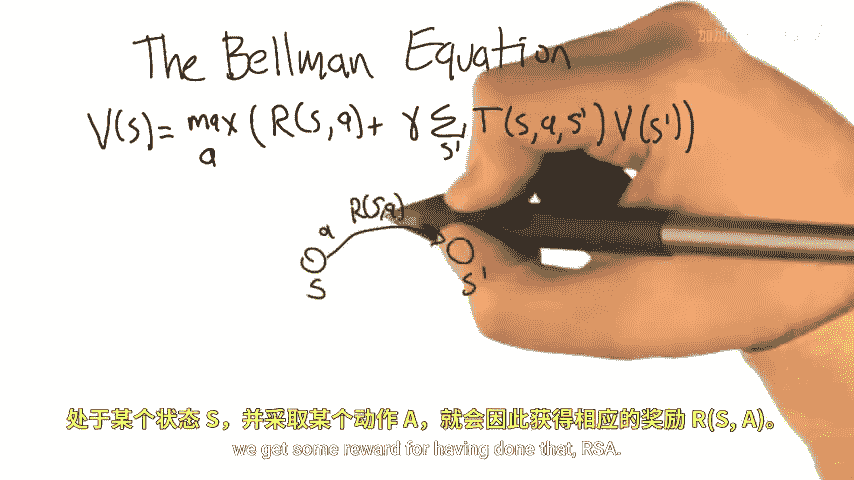 The Bellman Equation
V(s) = max a ( R(s,a) + γ Σ s' T(s,a,s') V(s') )
R(s,a)
a
s
s'
处于某个状态 S，并采取某个动作 A，就会因此获得相应的奖励 R(S, A)。
we get some reward for having done that, RSA.